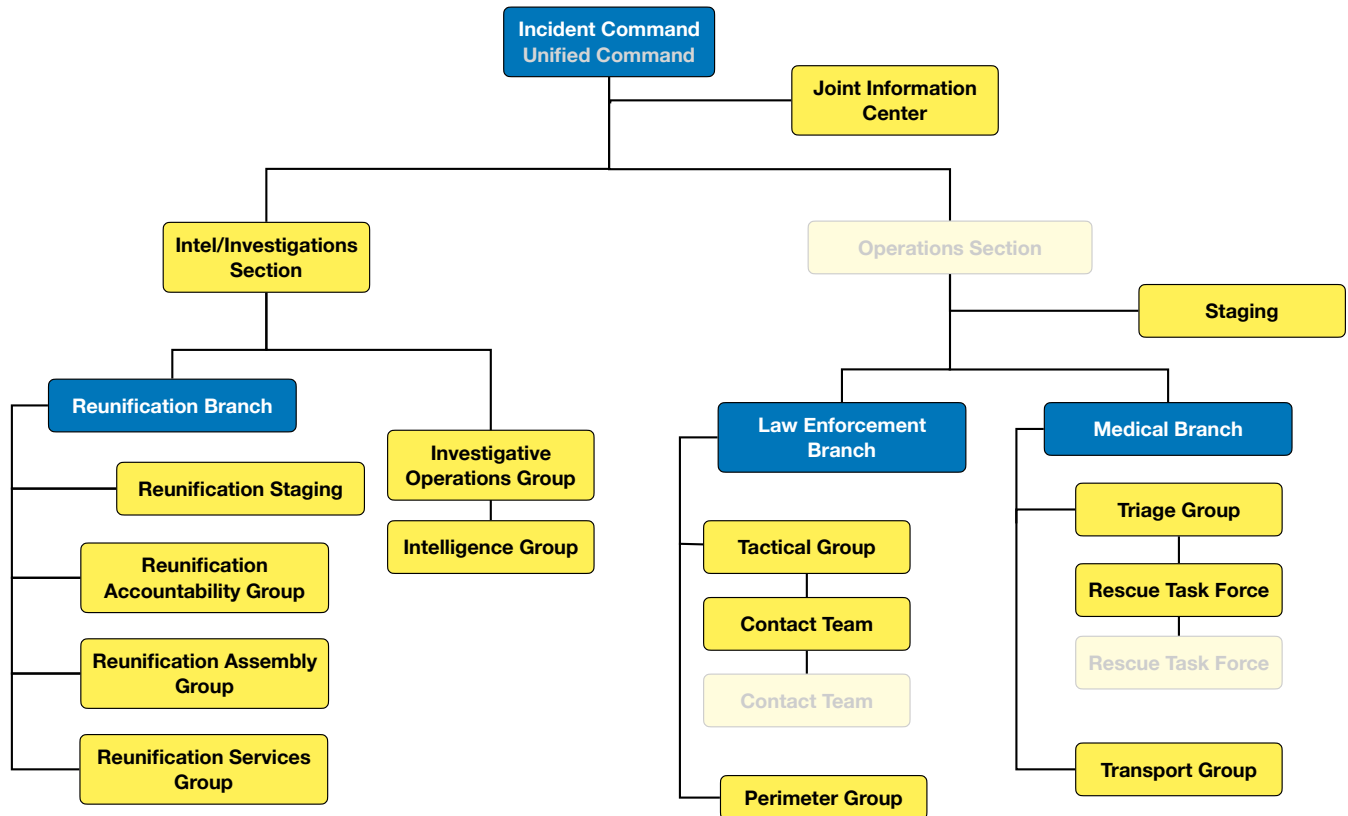 Incident Command
Unified Command
Joint Information
Center
Intel/Investigations
Section
Operations Section
Staging
Reunification Branch
Law Enforcement
Branch
Medical Branch
Investigative
Operations Group
Reunification Staging
Triage Group
Intelligence Group
Tactical Group
Reunification
Accountability Group
Rescue Task Force
Contact Team
Reunification Assembly
Group
Rescue Task Force
Contact Team
Reunification Services
Group
Transport Group
Perimeter Group